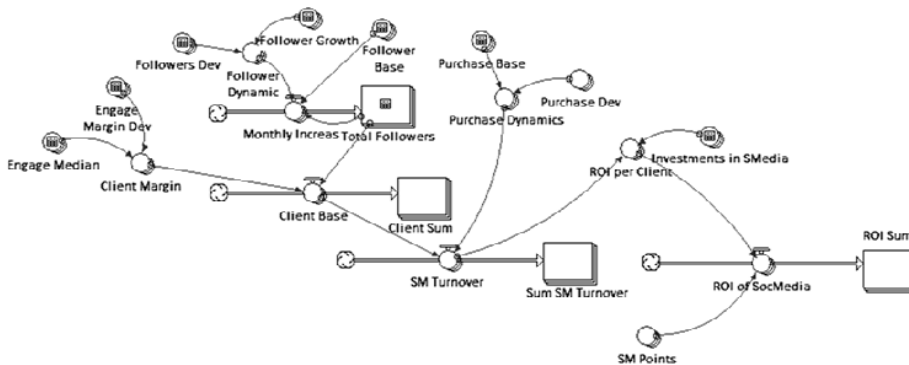 Follower Growth
Followers Dev
Follower
Dynamic
Follower
Base
Purchase Base
Purchase Dev
Purchase Dynamics
Engage
Margin Dev
Monthly Increas
Total Followers
Engage Median
Client Margin
Investments in SMedia
ROI per Client
Client Base
Client Sum
ROI Sum
SM Turnover
Sum SM Turnover
ROI of SocMedia
SM Points